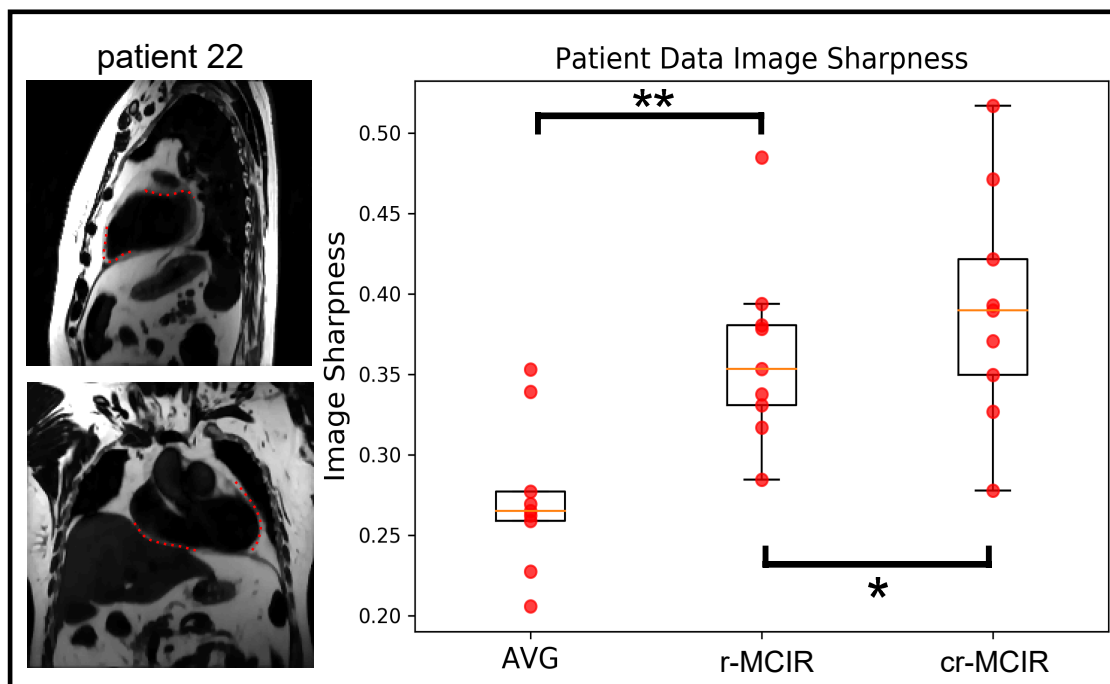 patient 22
Patient Data Image Sharpness
**
Image Sharpness
0.50
0.45
0.40
0.35
0.30
0.25
0.20
*
AVG
r-MCIR
cr-MCIR